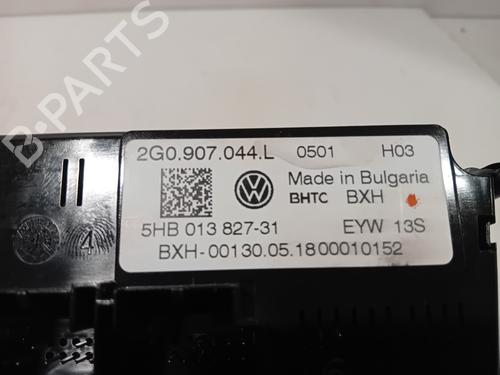 B-PARTS
2G0.907.044.L 0501 H03
Made in Bulgaria
BHTC BXH
5HB 013 827-31 EYW 13S
BXH-00130.05.1800010152
4